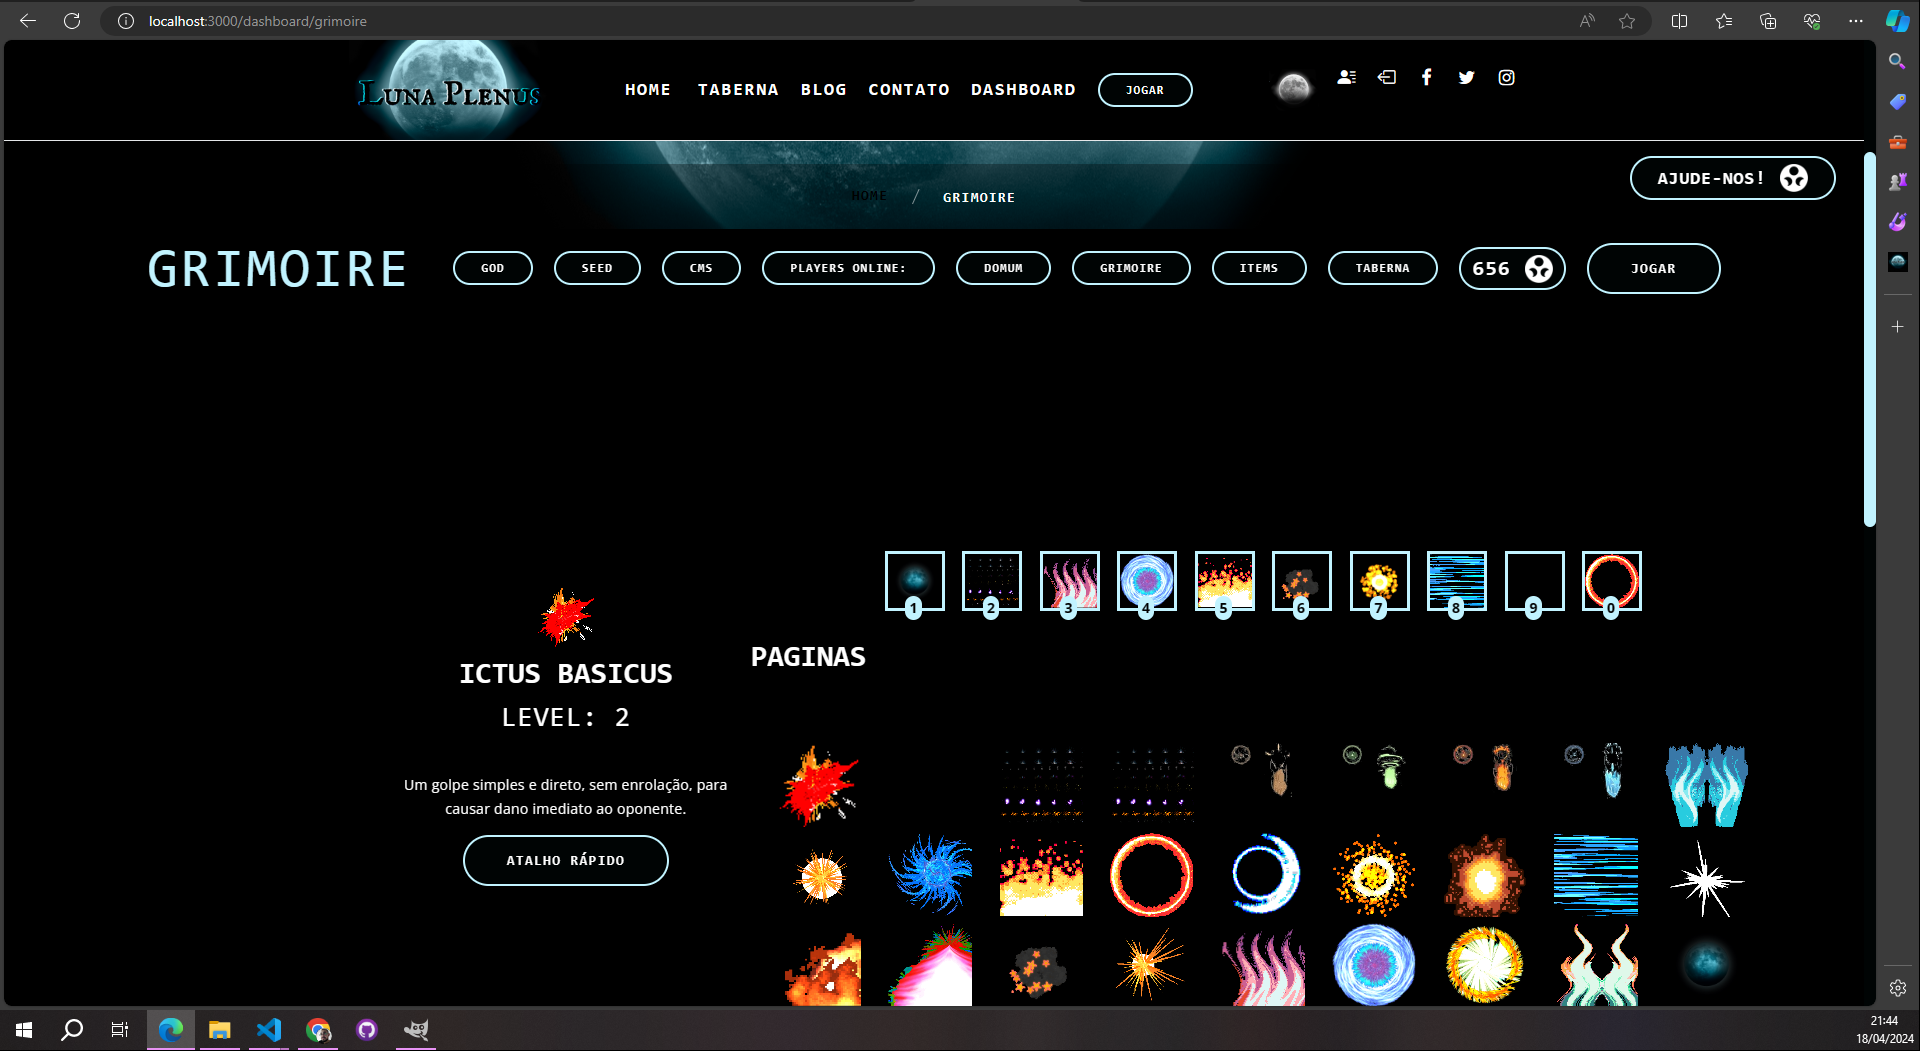 localhost:3000/dashboard/grimoire
LUNA PLENUS
HOME TABERNA BLOG CONTATO DASHBOARD JOGAR
AJUDE-NOS!
HOME / GRIMOIRE
GRIMOIRE GOD SEED CMS PLAYERS ONLINE: DOMUM GRIMOIRE ITEMS TABERNA 656 JOGAR
1 2 3 4 5 6 7 8 9 0
PAGINAS
ICTUS BASICUS
LEVEL: 2
Um golpe simples e direto, sem enrolação, para
causar dano imediato ao oponente.
ATALHO RÁPIDO
21:44
18/04/2024